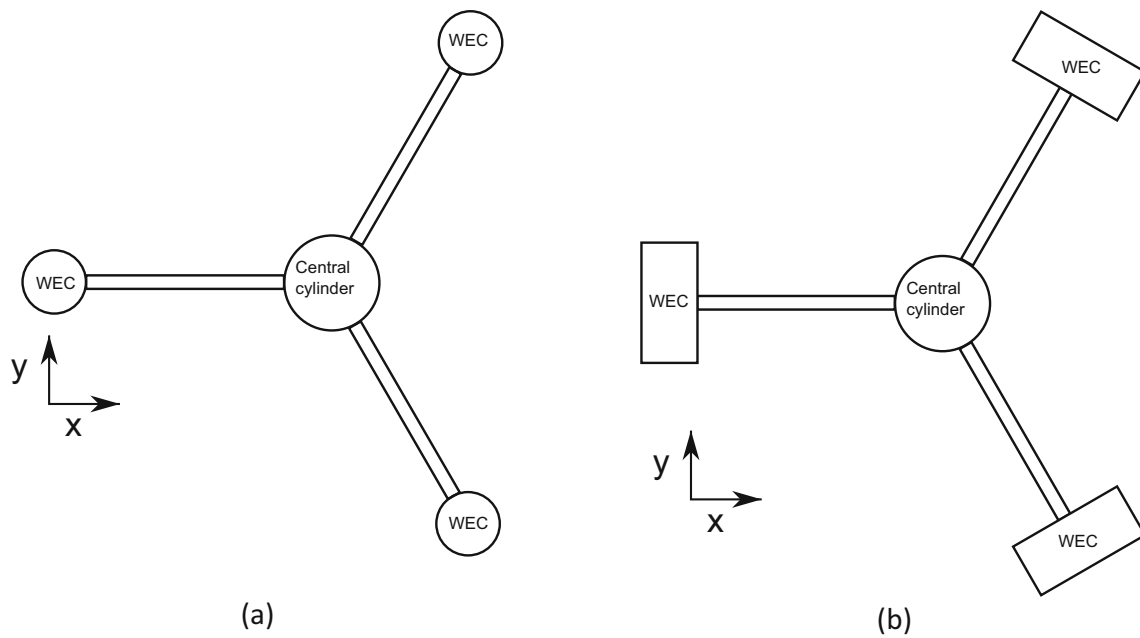 WEC
WEC
Central
cylinder
y
x
WEC
(a)
WEC
WEC
Central
cylinder
y
x
WEC
(b)